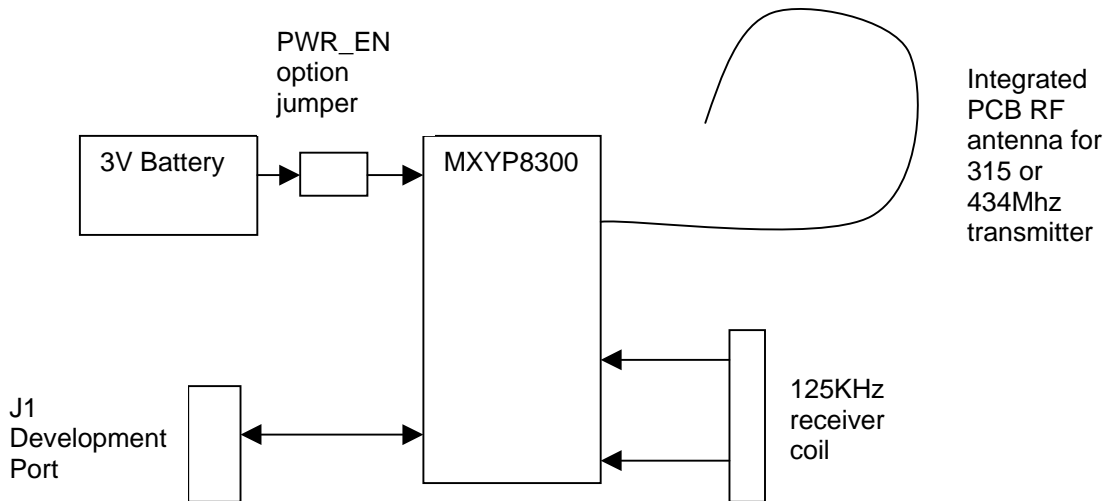 PWR_EN
option
jumper
3V Battery
MXYP8300
Integrated
PCB RF
antenna for
315 or
434Mhz
transmitter
J1
Development
Port
125KHz
receiver
coil